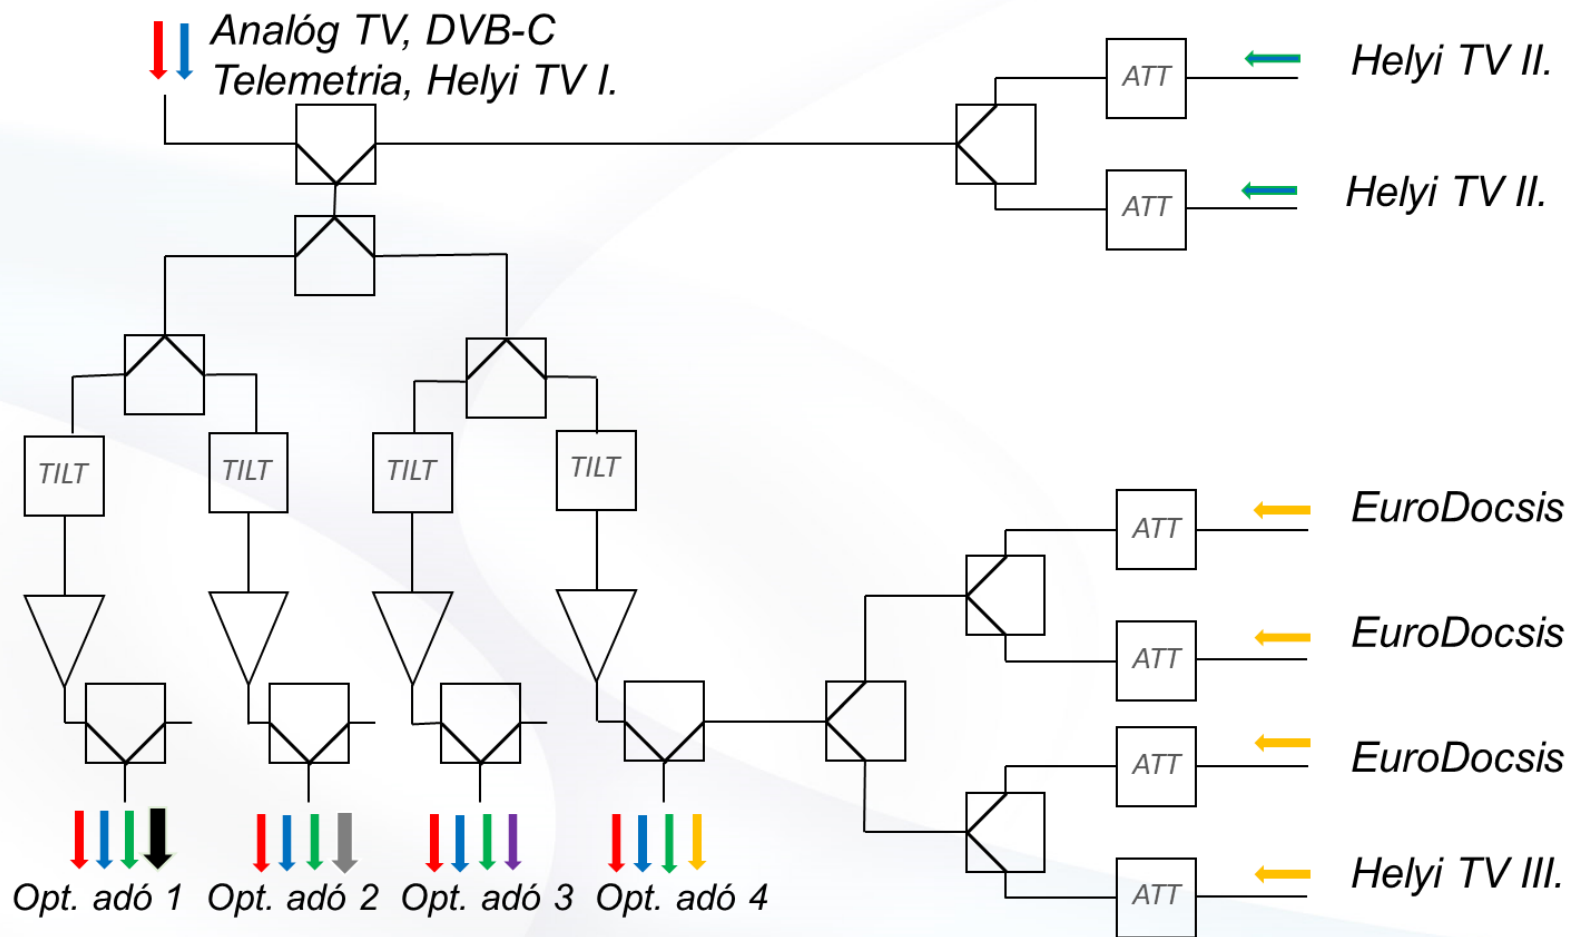 Analóg TV, DVB-C
Telemetria, Helyi TV I.
ATT
Helyi TV II.
ATT
Helyi TV II.
TILT
TILT
TILT
TILT
ATT
EuroDocsis
ATT
EuroDocsis
ATT
EuroDocsis
ATT
Helyi TV III.
Opt. adó 1
Opt. adó 2
Opt. adó 3
Opt. adó 4